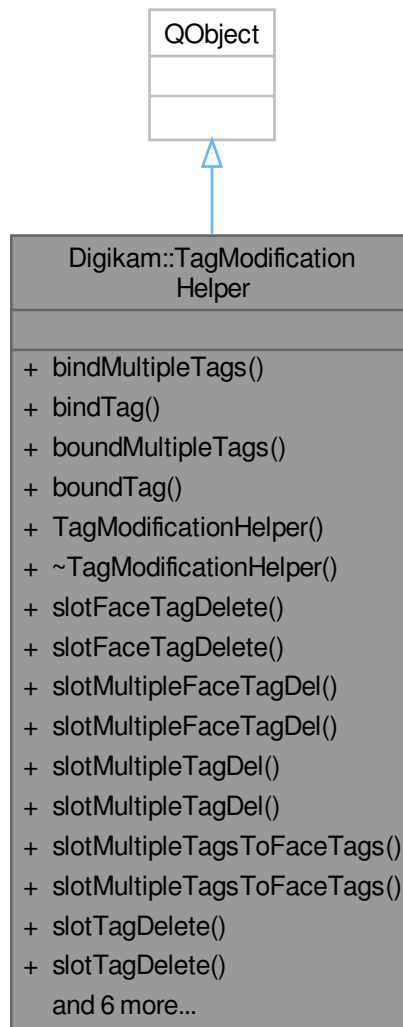 QObject
Digikam::TagModification
Helper
+ bindMultipleTags()
+ bindTag()
+ boundMultipleTags()
+ boundTag()
+ TagModificationHelper()
+ ~TagModificationHelper()
+ slotFaceTagDelete()
+ slotFaceTagDelete()
+ slotMultipleFaceTagDel()
+ slotMultipleFaceTagDel()
+ slotMultipleTagDel()
+ slotMultipleTagDel()
+ slotMultipleTagsToFaceTags()
+ slotMultipleTagsToFaceTags()
+ slotTagDelete()
+ slotTagDelete()
and 6 more...